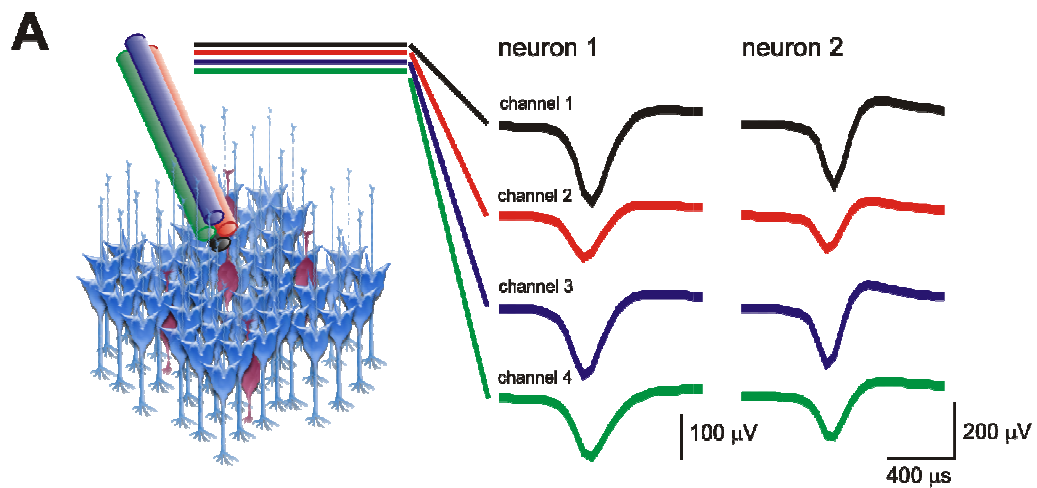 A
neuron 1
neuron 2
channel 1
channel 2
channel 3
channel 4
100 µV
200 µV
400 µs